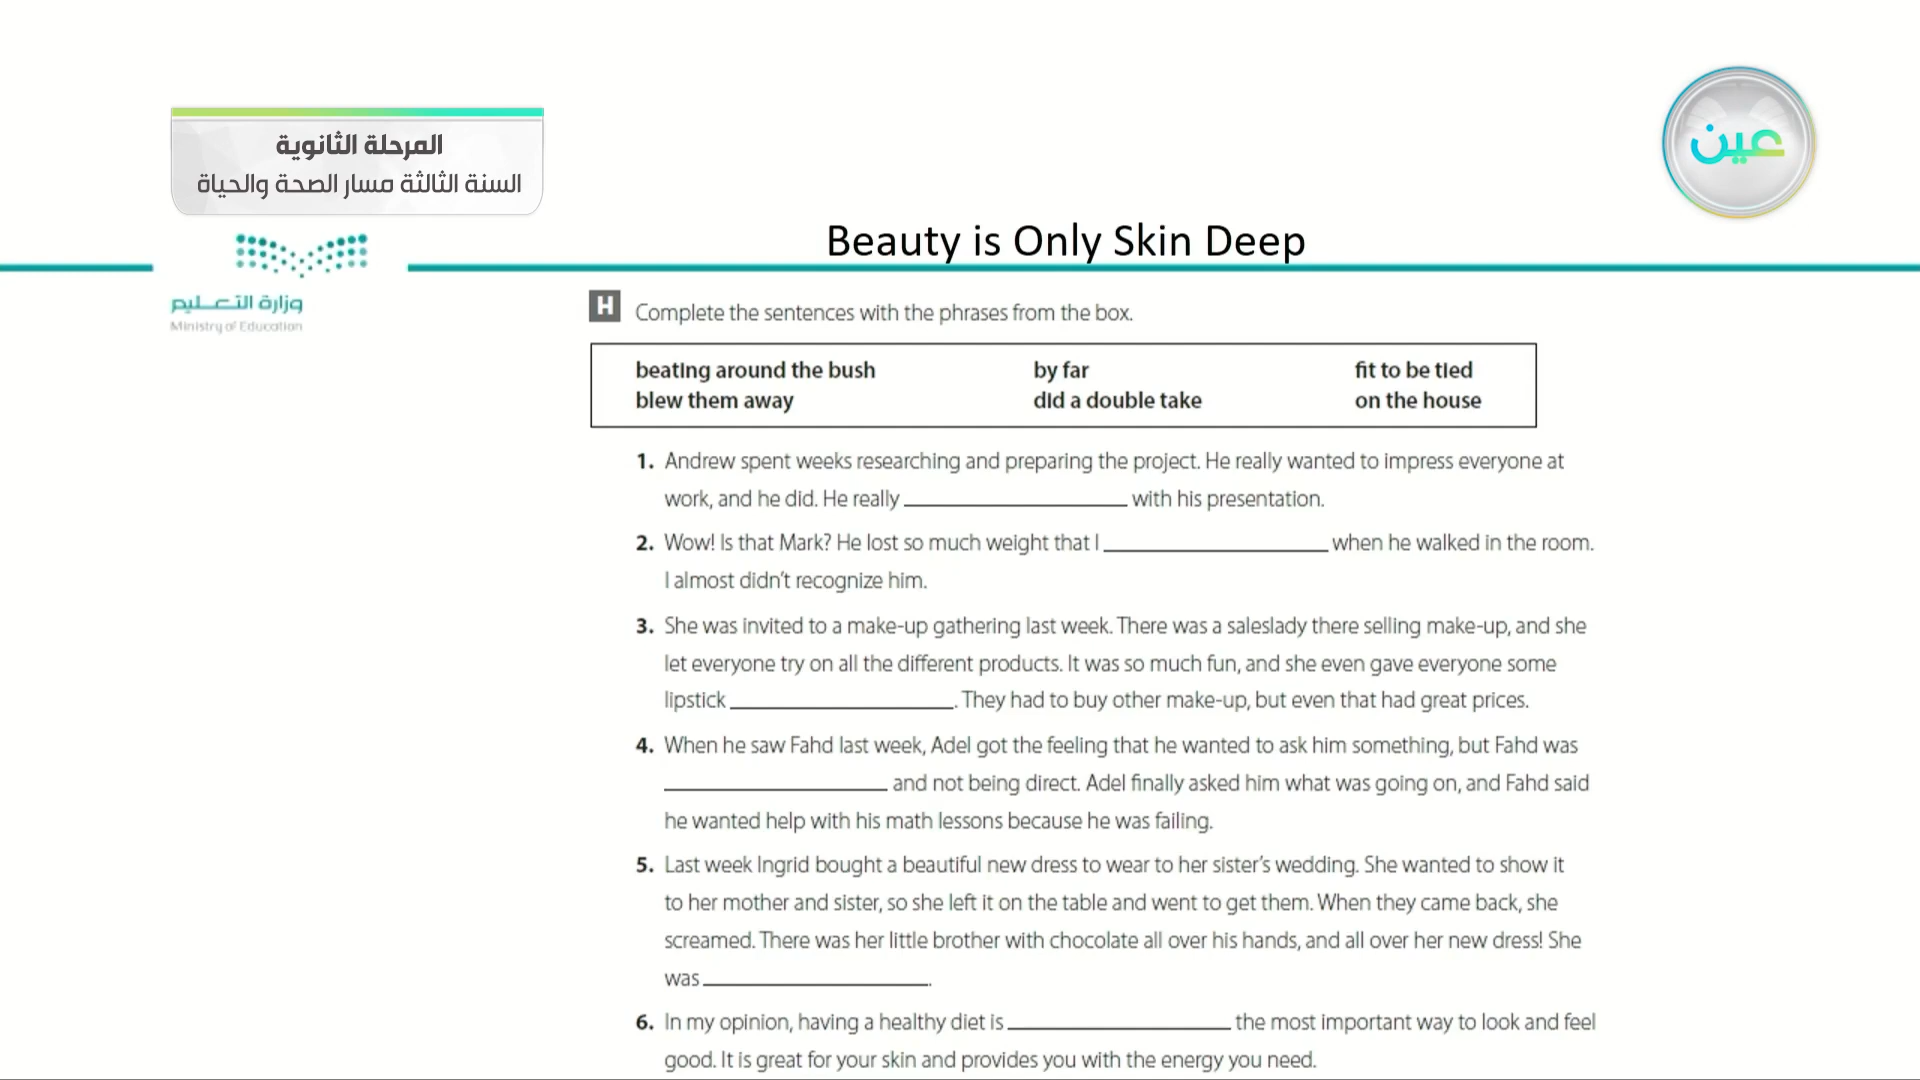 المرحلة الثانوية
السنة الثالثة مسار الصحة والحياة
عين
وزارة التعليم
Ministry of Education
Beauty is Only Skin Deep
H Complete the sentences with the phrases from the box.
beating around the bush by far fit to be tied
blew them away did a double take on the house
1. Andrew spent weeks researching and preparing the project. He really wanted to impress everyone at
work, and he did. He really ____________________ with his presentation.
2. Wow! Is that Mark? He lost so much weight that I ____________________ when he walked in the room.
I almost didn't recognize him.
3. She was invited to a make-up gathering last week. There was a saleslady there selling make-up, and she
let everyone try on all the different products. It was so much fun, and she even gave everyone some
lipstick ____________________. They had to buy other make-up, but even that had great prices.
4. When he saw Fahd last week, Adel got the feeling that he wanted to ask him something, but Fahd was
____________________ and not being direct. Adel finally asked him what was going on, and Fahd said
he wanted help with his math lessons because he was failing.
5. Last week Ingrid bought a beautiful new dress to wear to her sister's wedding. She wanted to show it
to her mother and sister, so she left it on the table and went to get them. When they came back, she
screamed. There was her little brother with chocolate all over his hands, and all over her new dress! She
was ____________________.
6. In my opinion, having a healthy diet is ____________________ the most important way to look and feel
good. It is great for your skin and provides you with the energy you need.